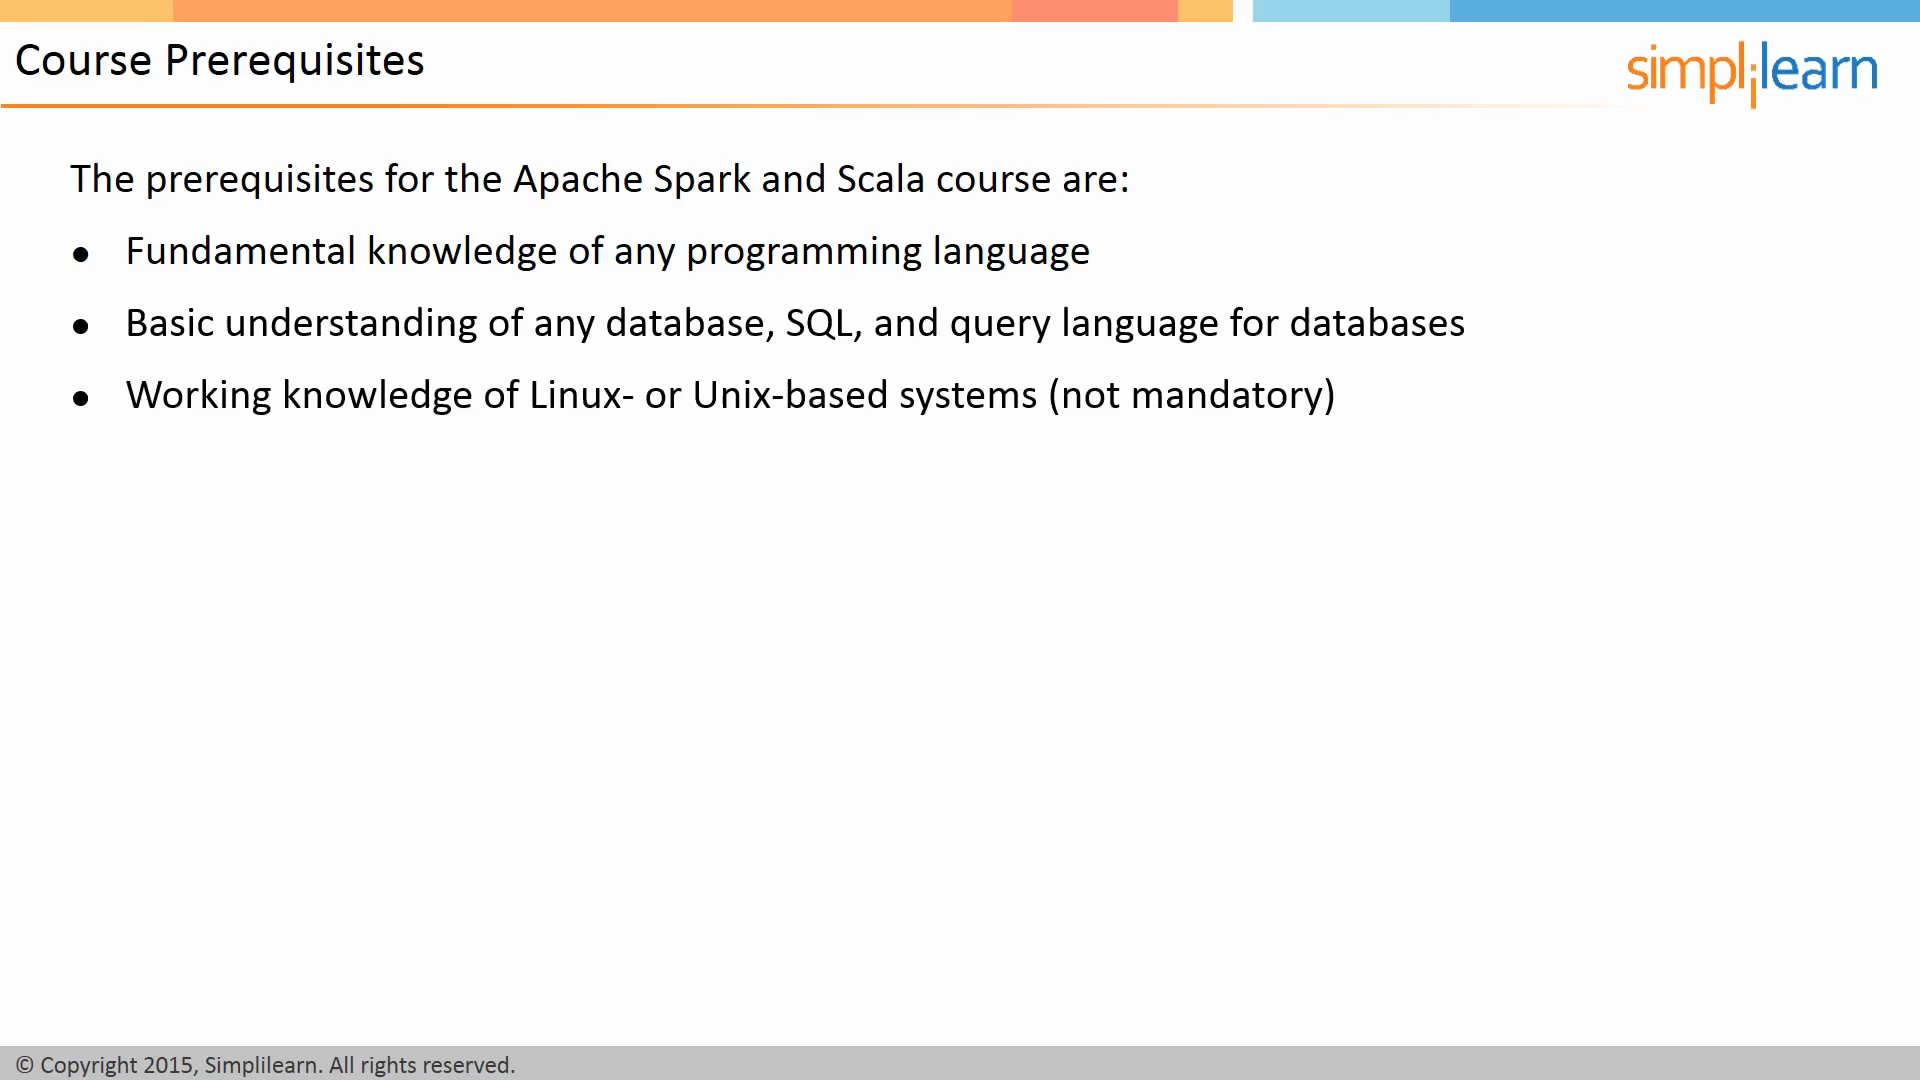 Course Prerequisites
simplilearn
The prerequisites for the Apache Spark and Scala course are:
● Fundamental knowledge of any programming language
● Basic understanding of any database, SQL, and query language for databases
● Working knowledge of Linux- or Unix-based systems (not mandatory)
© Copyright 2015, Simplilearn. All rights reserved.